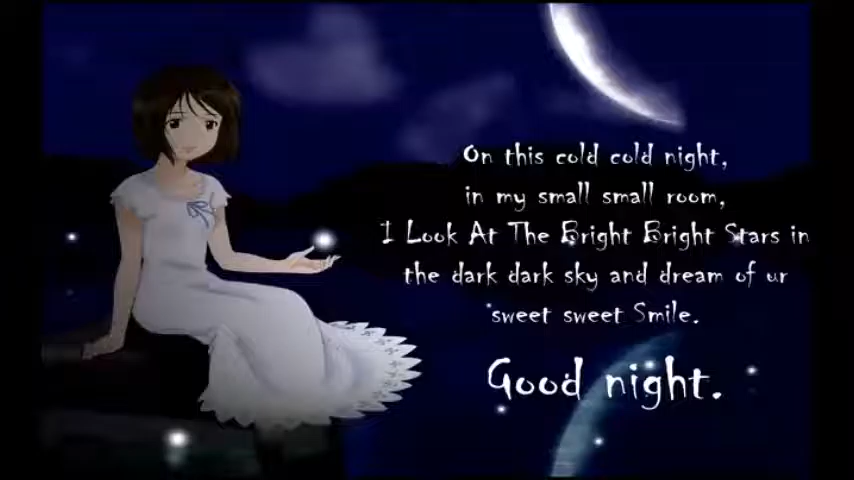 On this cold cold night,
in my small small room,
I Look At The Bright Bright Stars in
the dark dark sky and dream of ur
sweet sweet Smile.
Good night.